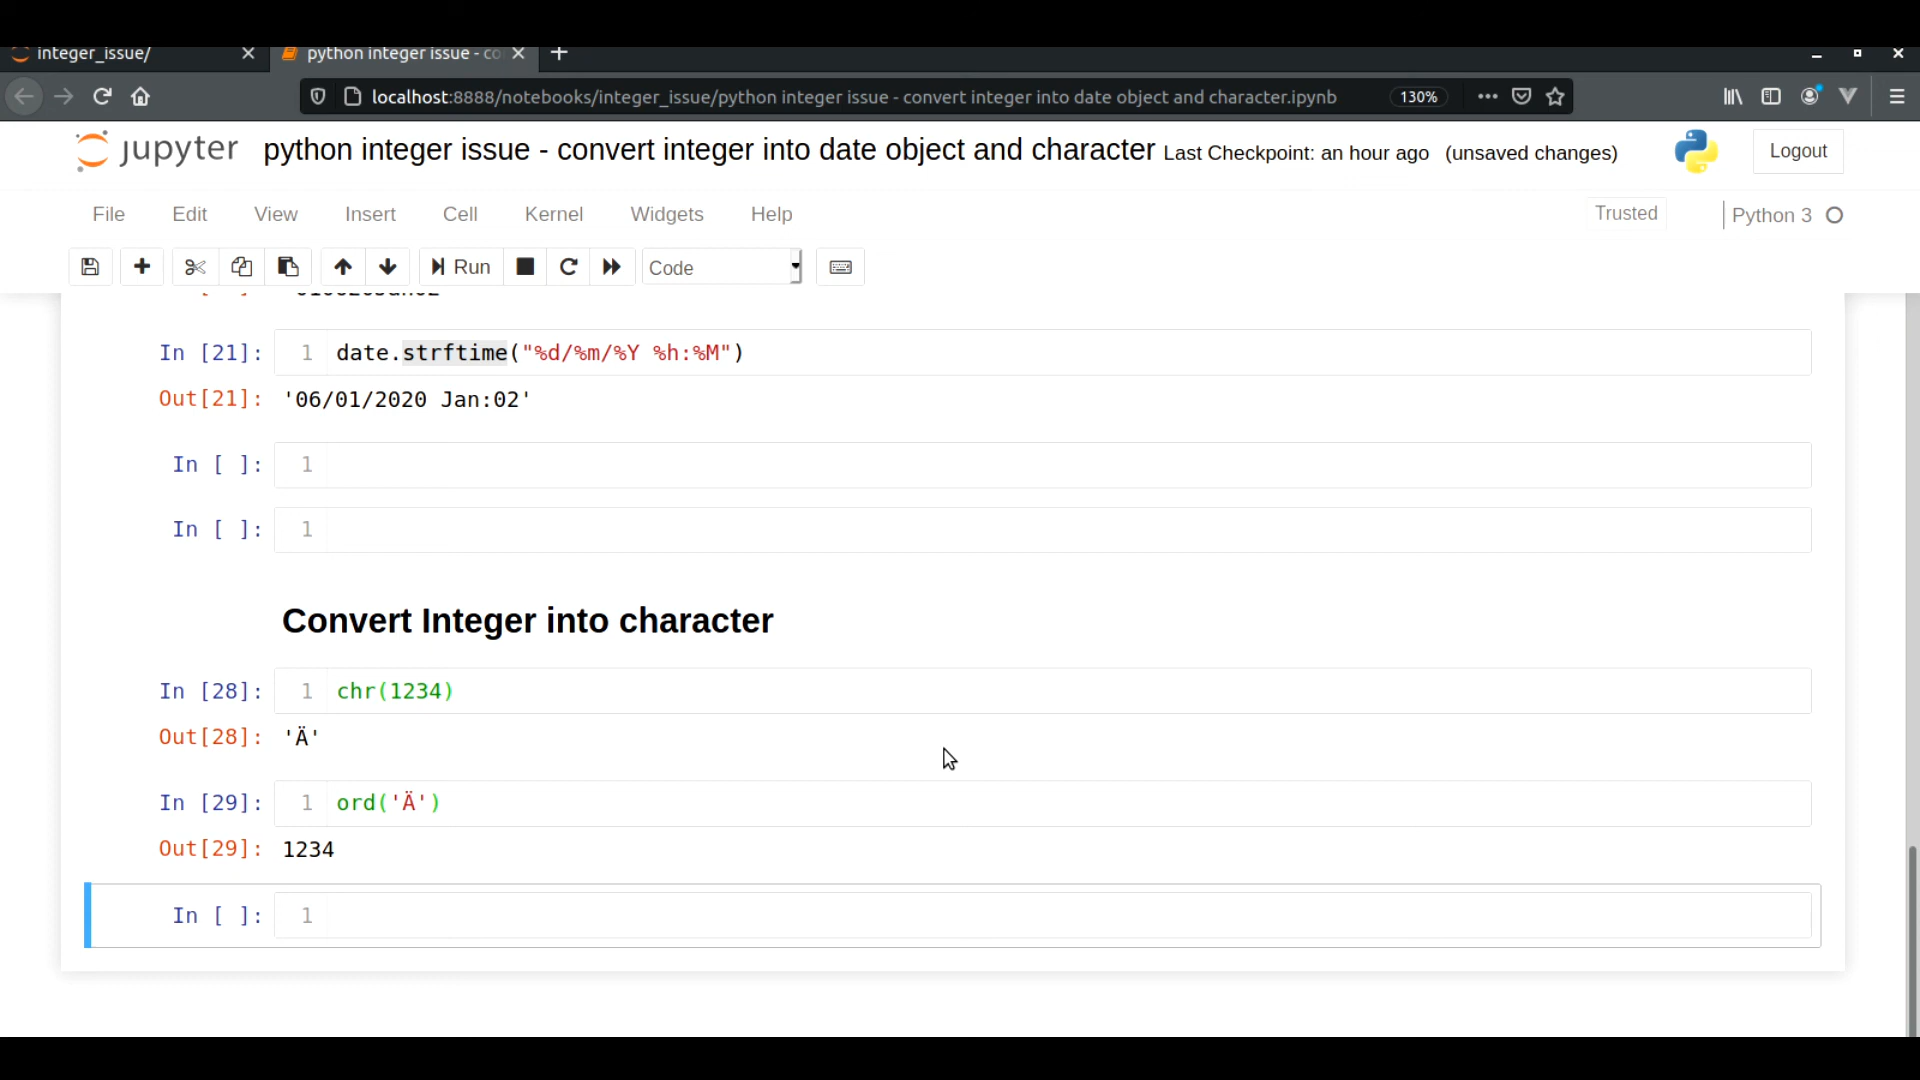 integer_issue/
python integer issue - co
localhost:8888/notebooks/integer_issue/python integer issue - convert integer into date object and character.ipynb
130%
jupyter python integer issue - convert integer into date object and character Last Checkpoint: an hour ago (unsaved changes)
Logout
File Edit View Insert Cell Kernel Widgets Help
Trusted
Python 3
Run
Code
In [21]: 1 date.strftime("%d/%m/%Y %h:%M")
Out[21]: '06/01/2020 Jan:02'
In [ ]: 1
In [ ]: 1
Convert Integer into character
In [28]: 1 chr(1234)
Out[28]: 'Ӓ'
In [29]: 1 ord('Ӓ')
Out[29]: 1234
In [ ]: 1